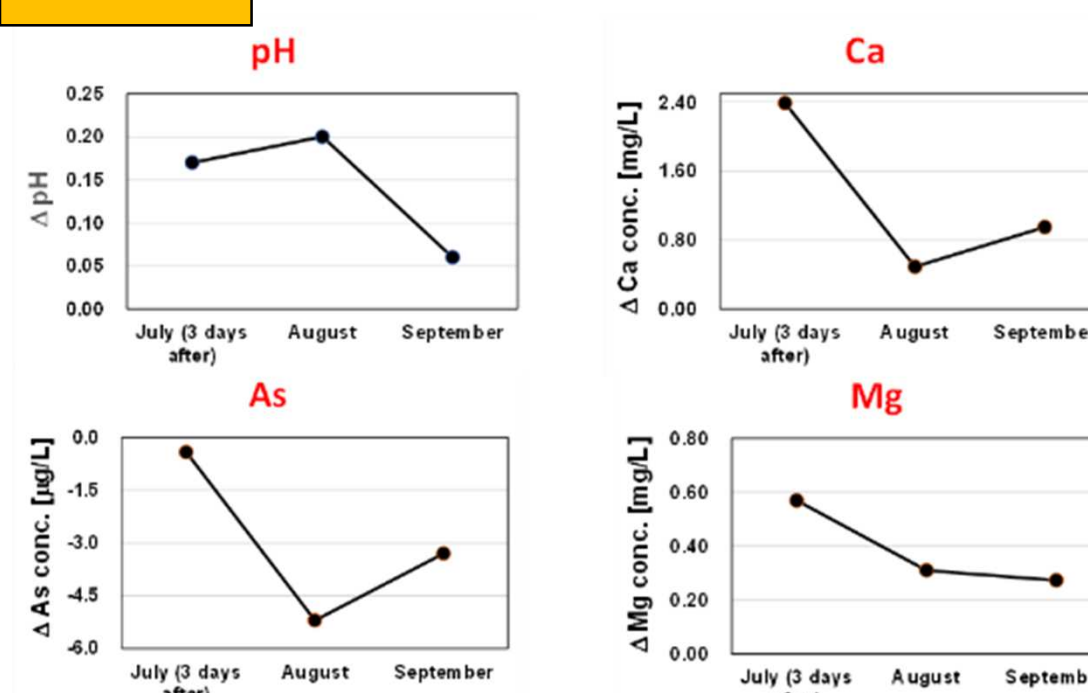 pH
ΔpH
0.25
0.20
0.15
0.10
0.05
0.00
July (3 days
after)
August
September
Ca
Δ Ca conc. [mg/L]
2.40
1.60
0.80
0.00
July (3 days
after)
August
Septembe
As
Δ As conc. [µg/L]
0.0
-1.5
-3.0
-4.5
-6.0
July (3 days
after)
August
September
Mg
Δ Mg conc. [mg/L]
0.80
0.60
0.40
0.20
0.00
July (3 days
August
Septemb